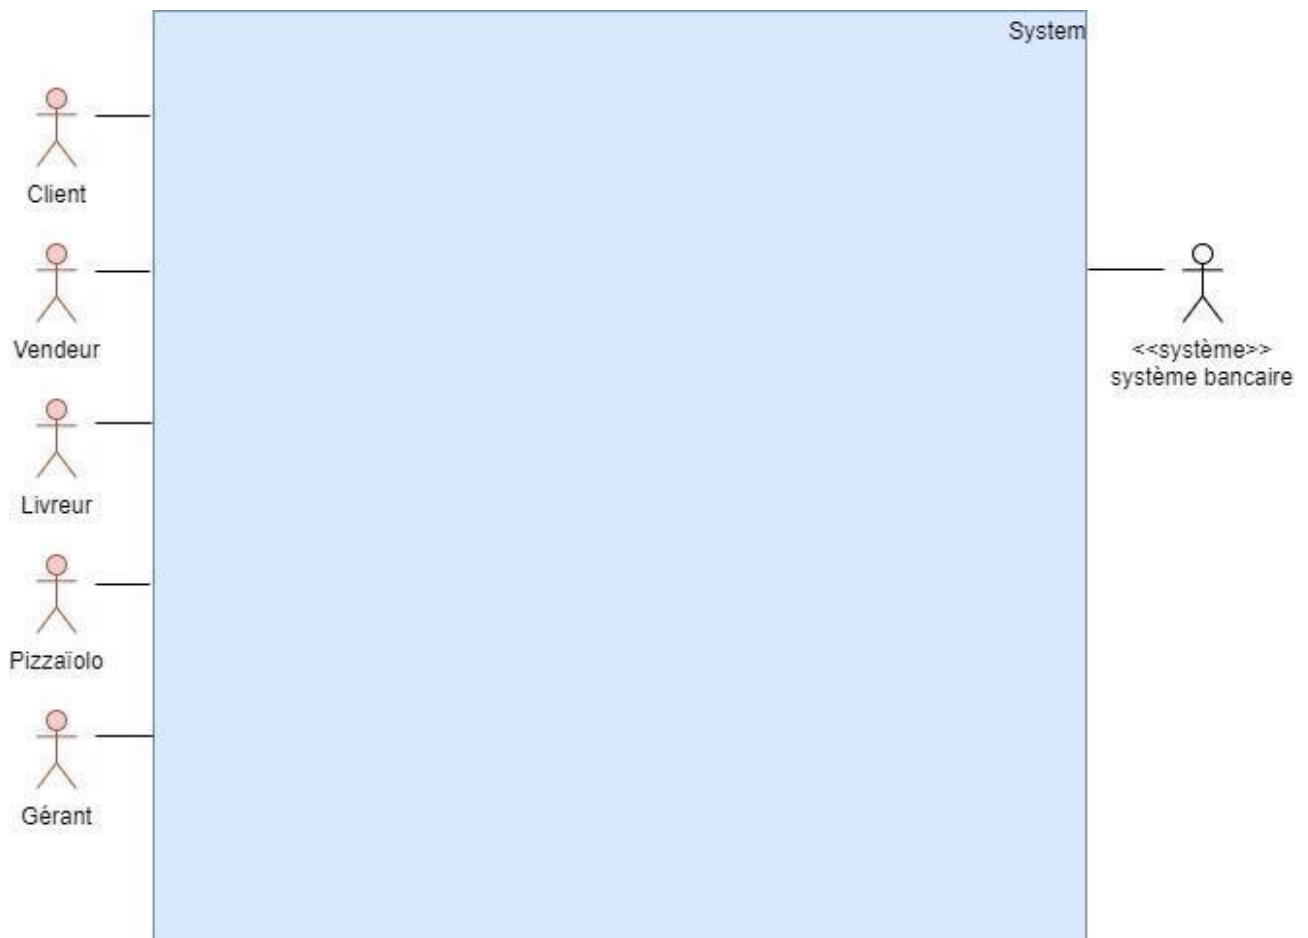 System
Client
Vendeur
<<système>>
système bancaire
Livreur
Pizzaïolo
Gérant